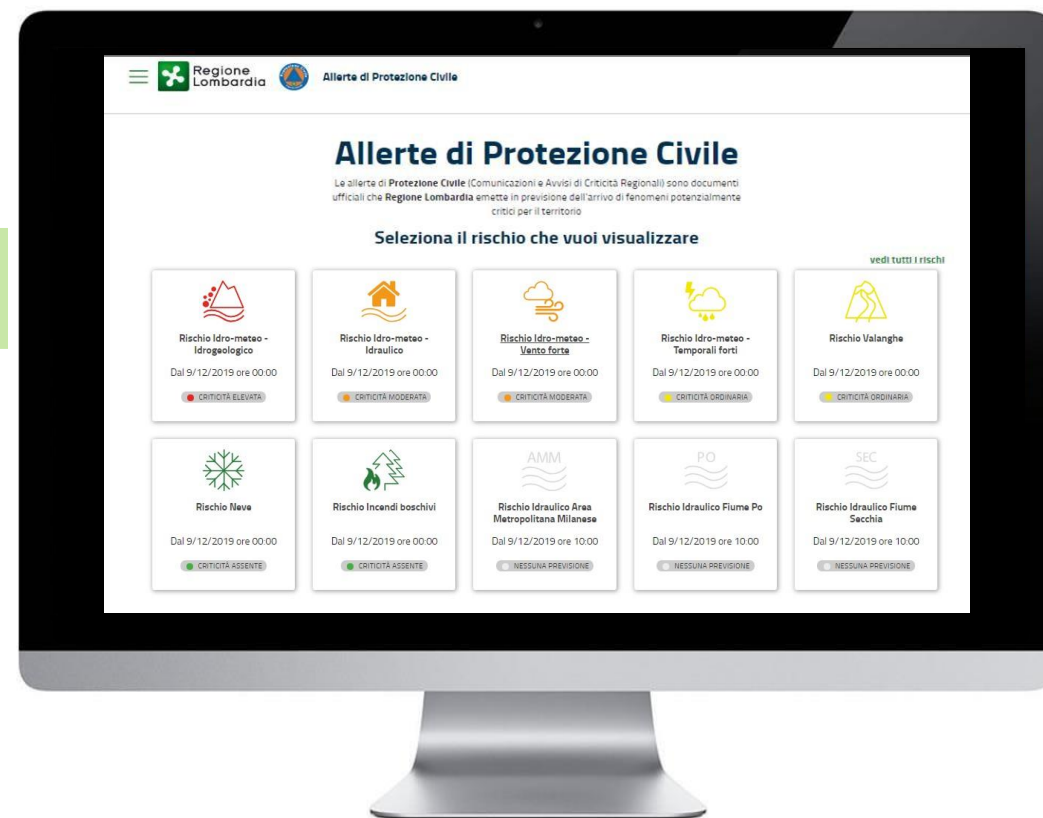 Regione
Lombardia
Allerte di Protezione Civile
Allerte di Protezione Civile
Le allerte di Protezione Civile (Comunicazioni e Avvisi di Criticità Regionali) sono documenti
ufficiali che Regione Lombardia emette in previsione dell'arrivo di fenomeni potenzialmente
critici per il territorio
Seleziona il rischio che vuoi visualizzare
vedi tutti i rischi
Rischio Idro-meteo -
Idrogeologico
Dal 9/12/2019 ore 00:00
CRITICITÀ ELEVATA
Rischio Idro-meteo -
Idraulico
Dal 9/12/2019 ore 00:00
CRITICITÀ MODERATA
Rischio Idro-meteo -
Vento forte
Dal 9/12/2019 ore 00:00
CRITICITÀ MODERATA
Rischio Idro-meteo -
Temporali forti
Dal 9/12/2019 ore 00:00
CRITICITÀ ORDINARIA
Rischio Valanghe
Dal 9/12/2019 ore 00:00
CRITICITÀ ORDINARIA
Rischio Neve
Dal 9/12/2019 ore 00:00
CRITICITÀ ASSENTE
Rischio Incendi boschivi
Dal 9/12/2019 ore 00:00
CRITICITÀ ASSENTE
AMM
Rischio Idraulico Area
Metropolitana Milanese
Dal 9/12/2019 ore 10:00
NESSUNA PREVISIONE
PO
Rischio Idraulico Fiume Po
Dal 9/12/2019 ore 10:00
NESSUNA PREVISIONE
SEC
Rischio Idraulico Fiume
Secchia
Dal 9/12/2019 ore 10:00
NESSUNA PREVISIONE